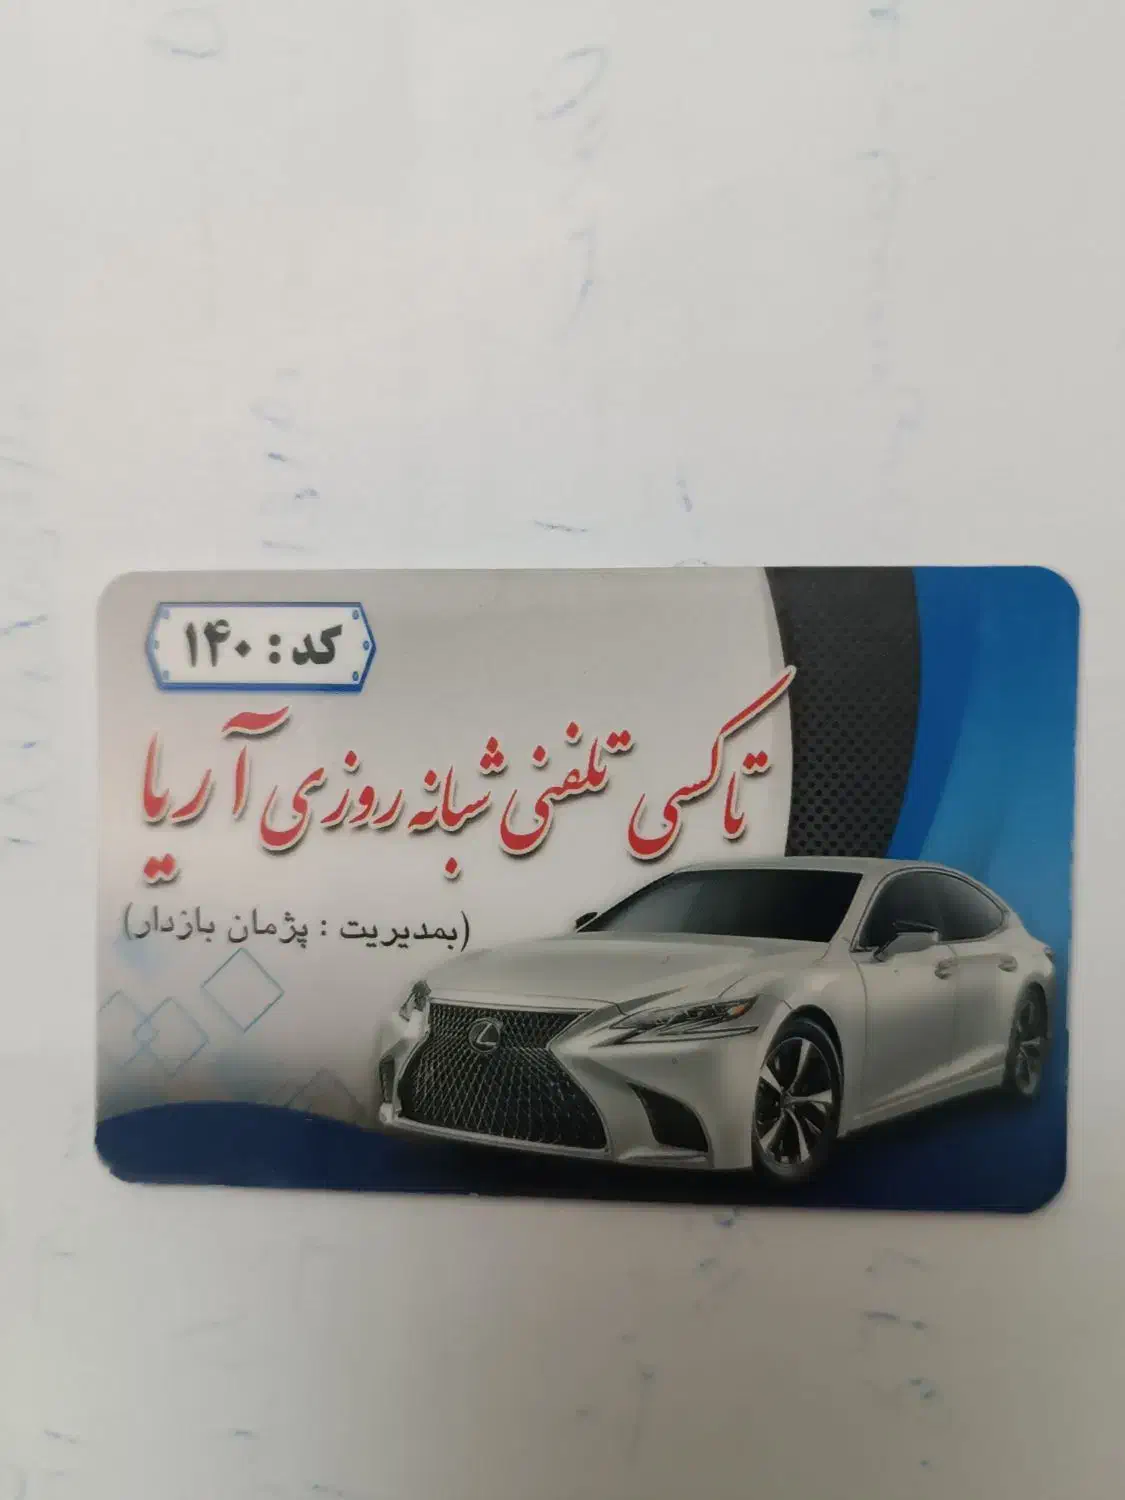 کد: ۱۴۰
تاکسی تلفنی شبانه روزی آریا
(بمدیریت : پژمان بازدار)